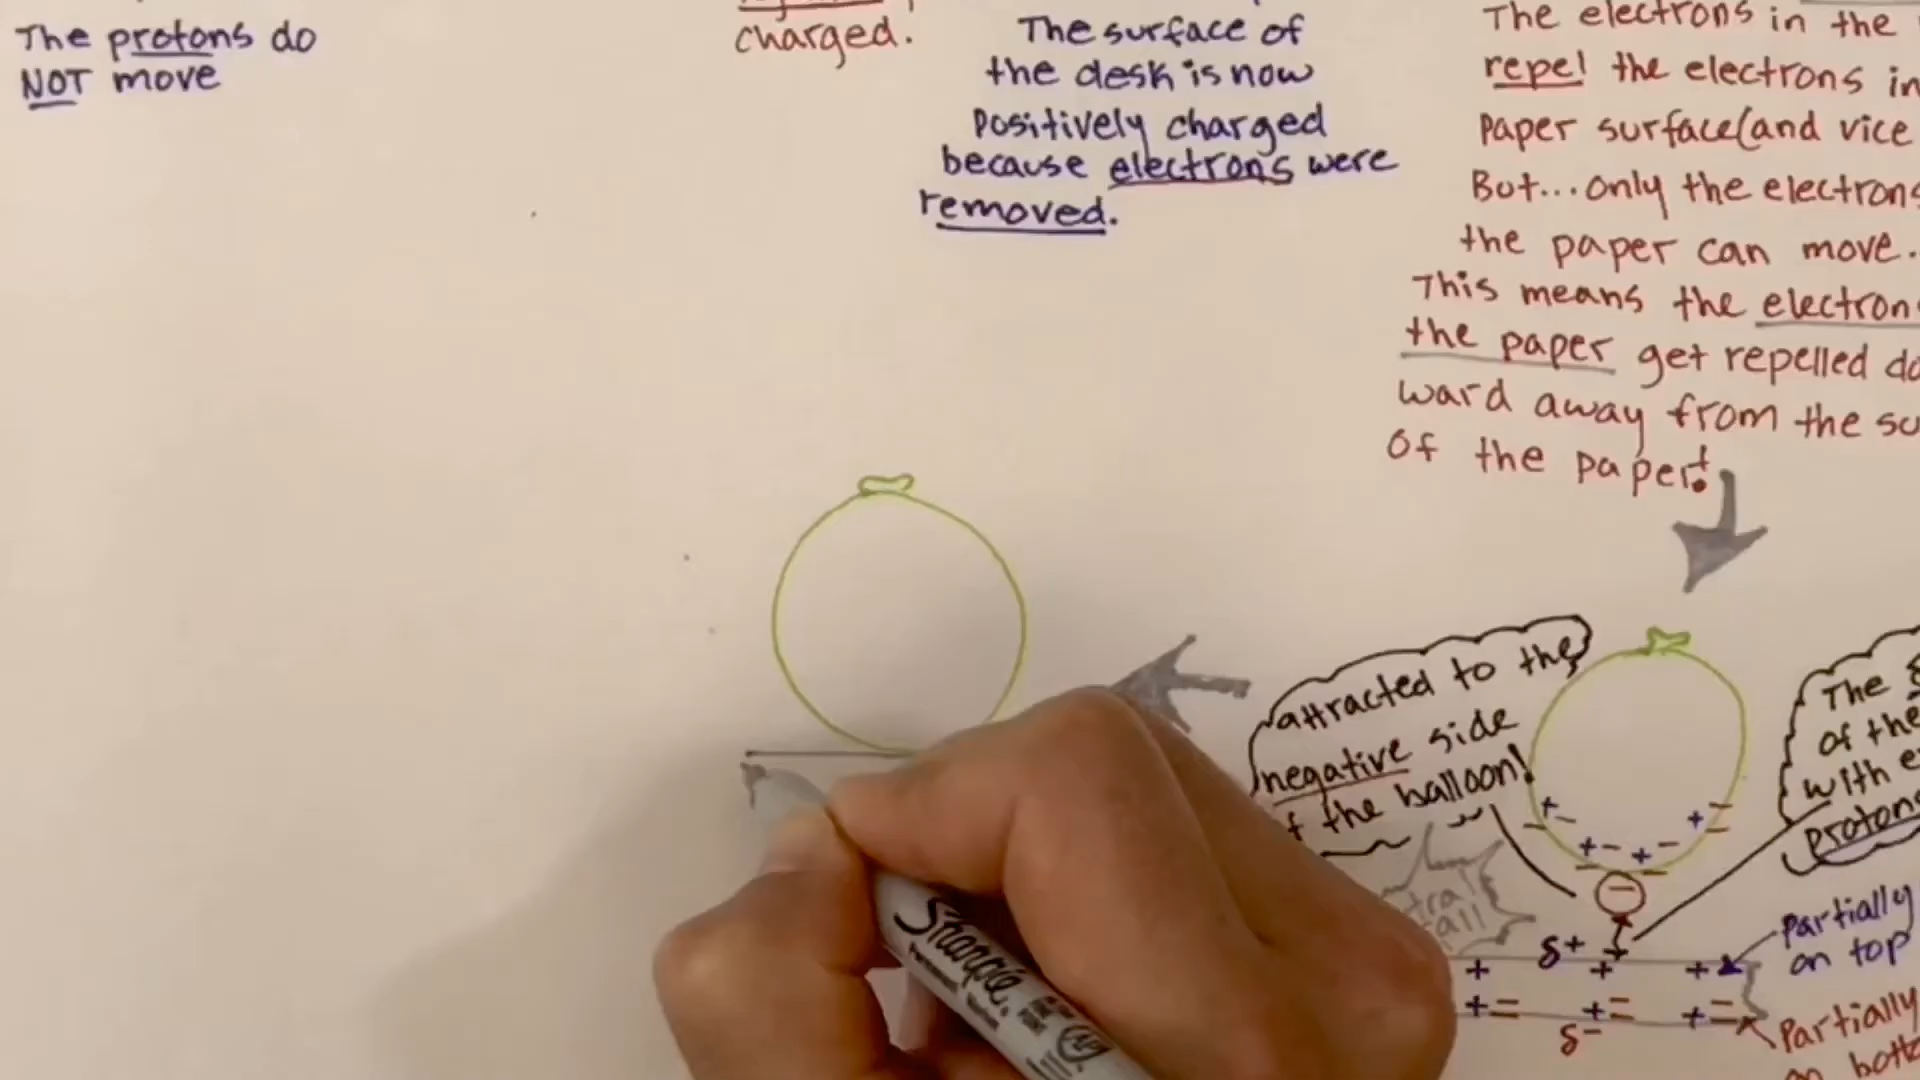 The protons do
NOT move
charged.
The surface of
the desk is now
positively charged
because electrons were
removed.
The electrons in the
repel the electrons in
paper surface (and vice
But... only the electrons
the paper can move.
This means the electron
the paper get repelled do
ward away from the su
of the paper!
attracted to the
negative side
f the balloon!
The
of the
with e
protons
Partially
on top
Partially
on bott
δ+
+ + +
+= +- +=
δ-
+- +- +- +-
-
Sharpie.